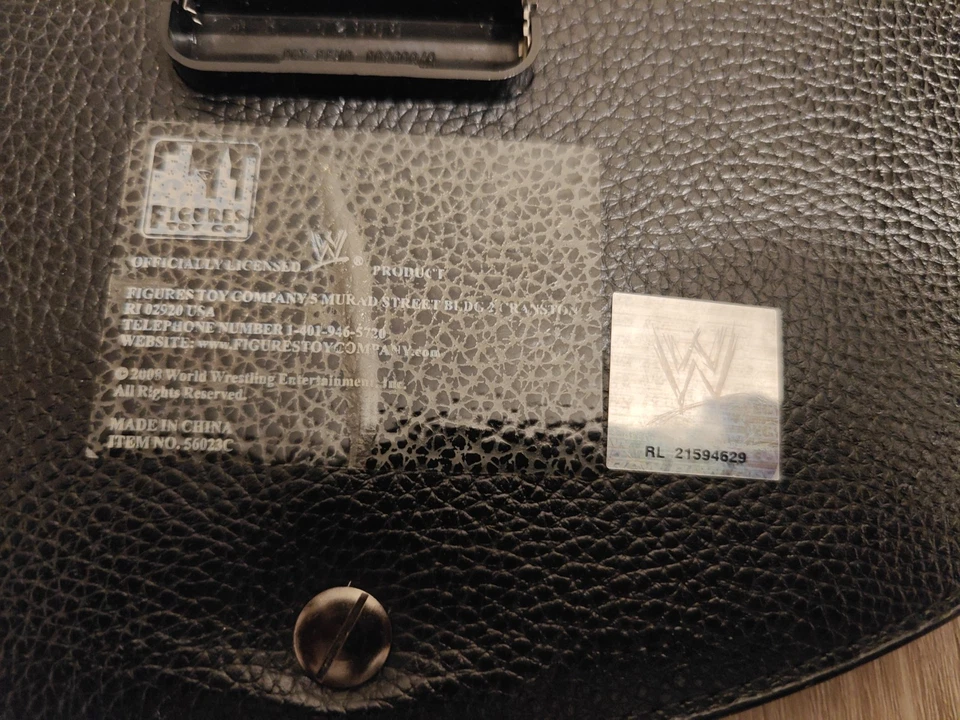 FIGURES
TOY CO.
OFFICIALLY LICENSED W ® PRODUCT
FIGURES TOY COMPANY 5 MURAD STREET BLDG 2 CRANSTON
RI 02920 USA
TELEPHONE NUMBER 1-401-946-5720
WEBSITE: www.FIGURESTOYCOMPANY.com
© 2008 World Wrestling Entertainment, Inc.
All Rights Reserved.
MADE IN CHINA
ITEM NO. 56023C
W
RL 21594629